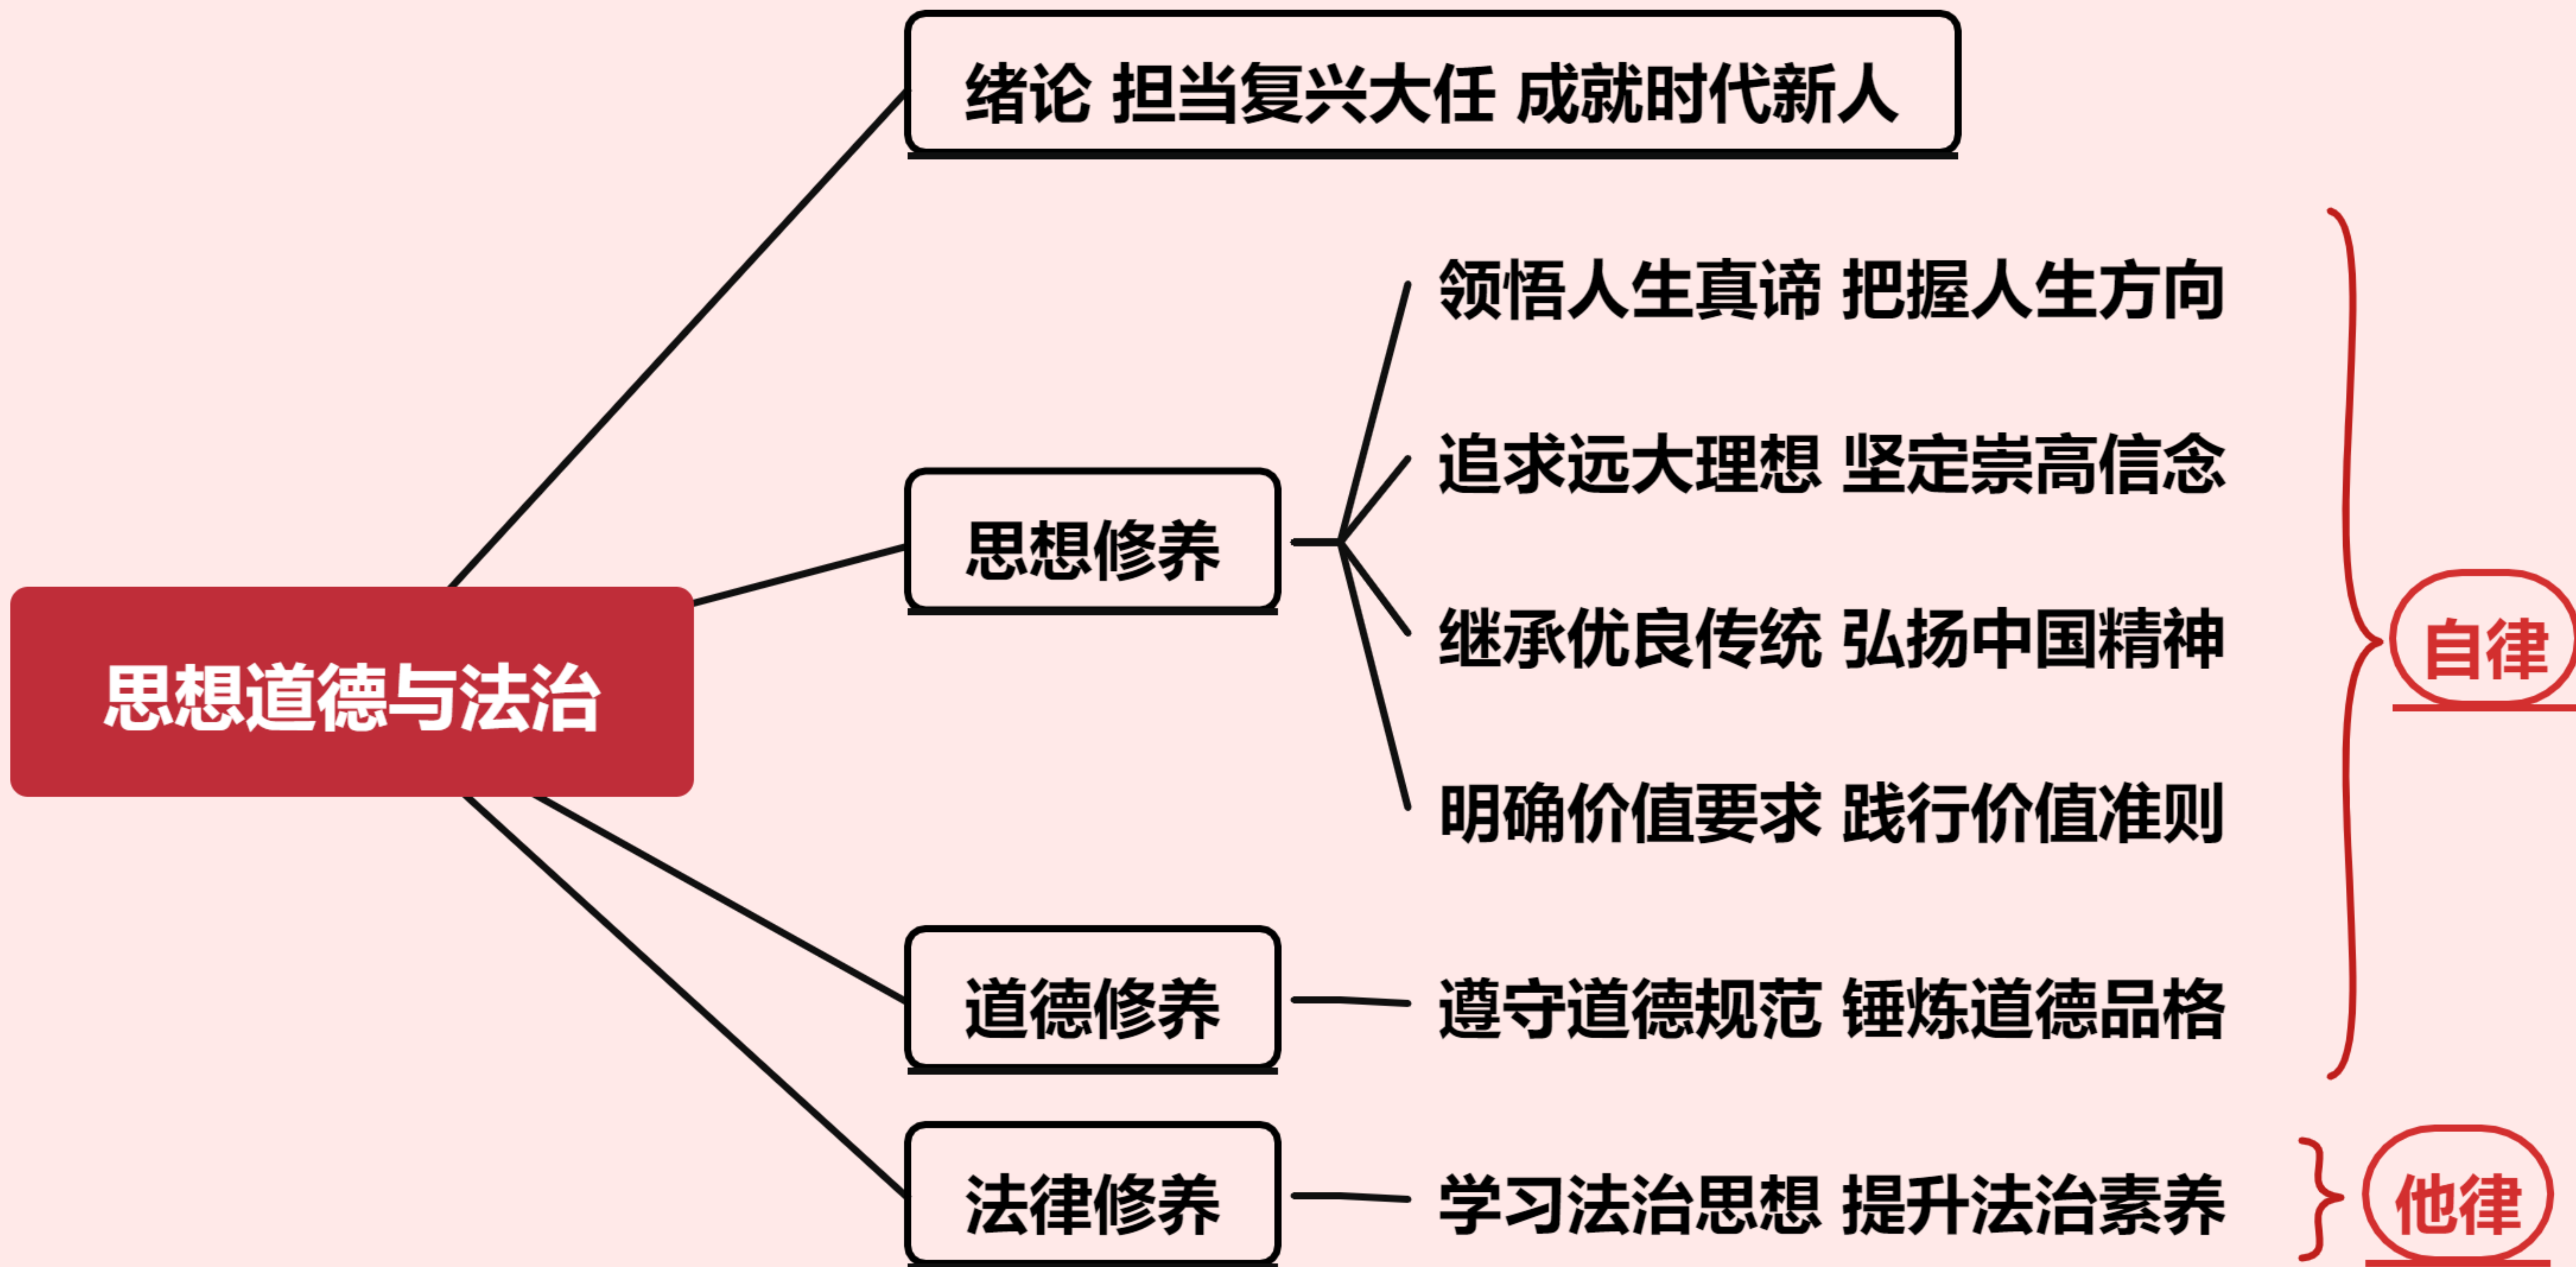 绪论 担当复兴大任 成就时代新人
领悟人生真谛 把握人生方向
追求远大理想 坚定崇高信念
思想修养
继承优良传统 弘扬中国精神
自律
思想道德与法治
明确价值要求 践行价值准则
道德修养
遵守道德规范 锤炼道德品格
法律修养
学习法治思想 提升法治素养
他律